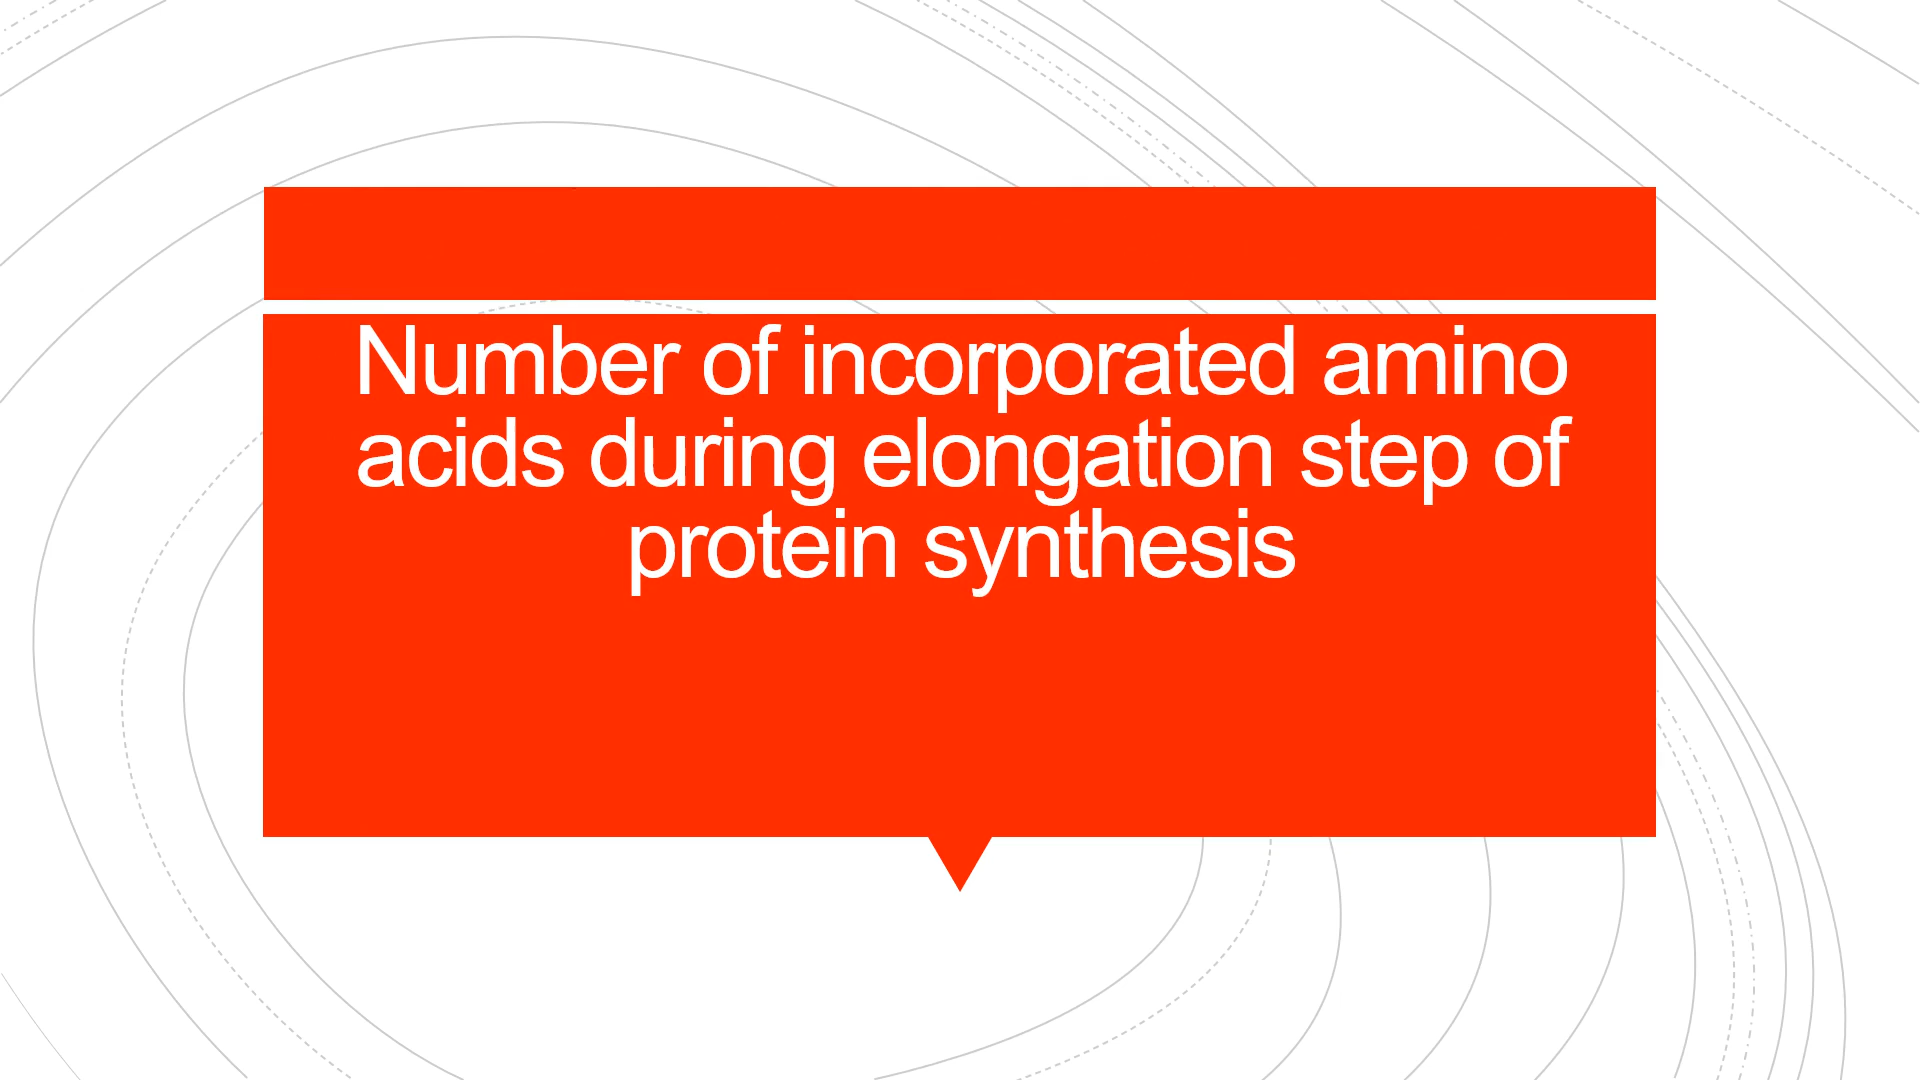 Number of incorporated amino
acids during elongation step of
protein synthesis